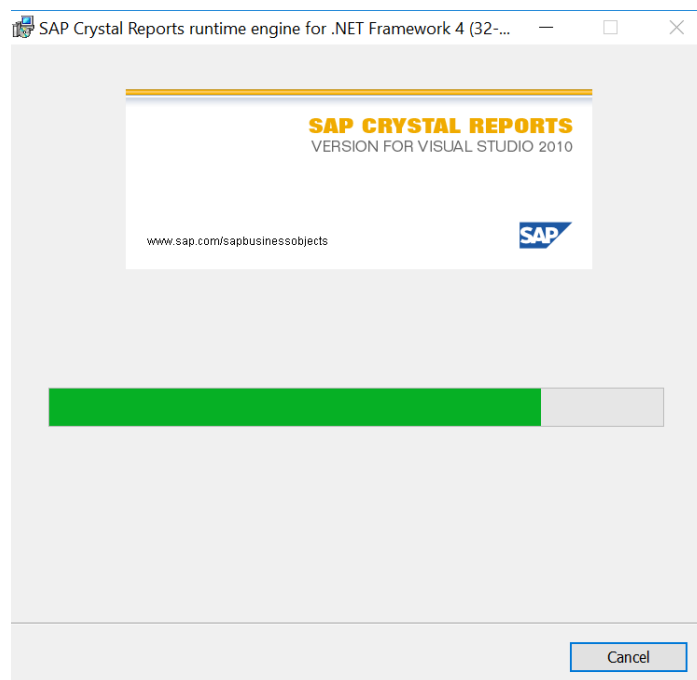 SAP Crystal Reports runtime engine for .NET Framework 4 (32-...
SAP CRYSTAL REPORTS
VERSION FOR VISUAL STUDIO 2010
www.sap.com/sapbusinessobjects
SAP
Cancel